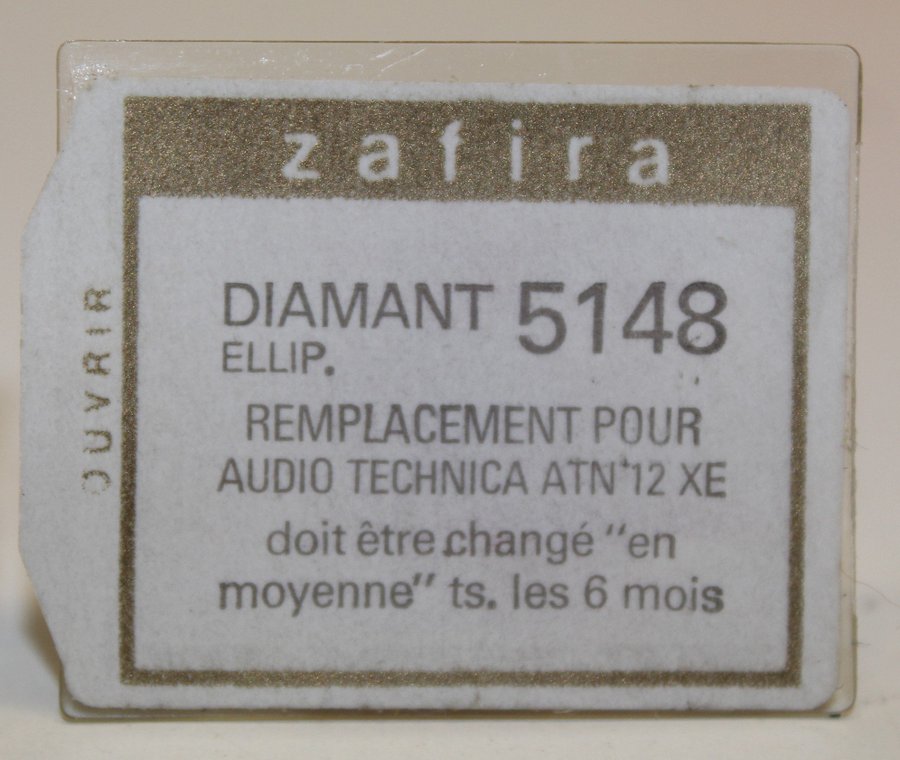 zafira
OUVRIR
DIAMANT 5148
ELLIP.
REMPLACEMENT POUR
AUDIO TECHNICA ATN 12 XE
doit être changé "en
moyenne" ts. les 6 mois